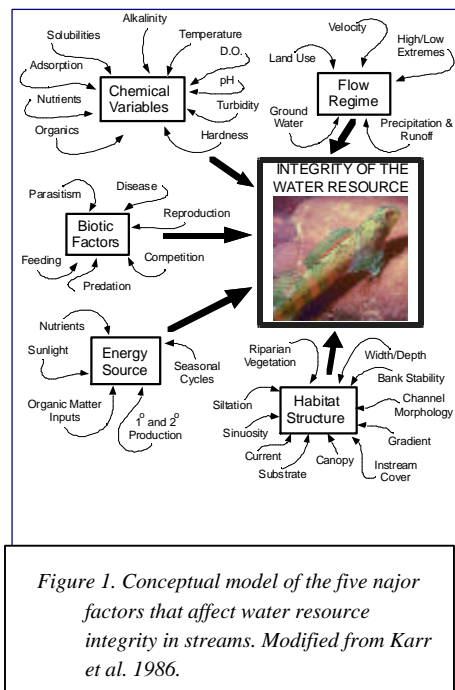 Alkalinity
Solubilities
Temperature
Adsorption
D.O.
Nutrients
pH
Chemical
Variables
Turbidity
Organics
Hardness
Velocity
High/Low
Extremes
Land Use
Flow
Regime
Ground
Water
Precipitation &
Runoff
INTEGRITY OF THE
WATER RESOURCE
Disease
Parasitism
Reproduction
Biotic
Factors
Feeding
Competition
Predation
Nutrients
Sunlight
Energy
Source
Seasonal
Cycles
Organic Matter
Inputs
1° and 2°
Production
Riparian
Vegetation
Width/Depth
Bank Stability
Siltation
Habitat
Structure
Channel
Morphology
Sinuosity
Gradient
Current
Canopy
Instream
Cover
Substrate
Figure 1. Conceptual model of the five najor
factors that affect water resource
integrity in streams. Modified from Karr
et al. 1986.